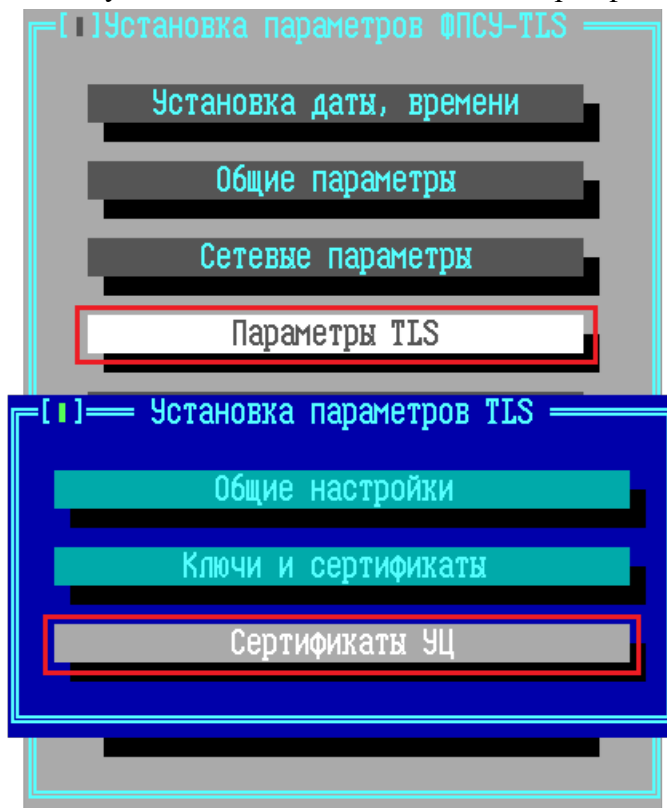 [▮]Установка параметров ФПСУ-TLS
Установка даты, времени
Общие параметры
Сетевые параметры
Параметры TLS
[▮] Установка параметров TLS
Общие настройки
Ключи и сертификаты
Сертификаты УЦ